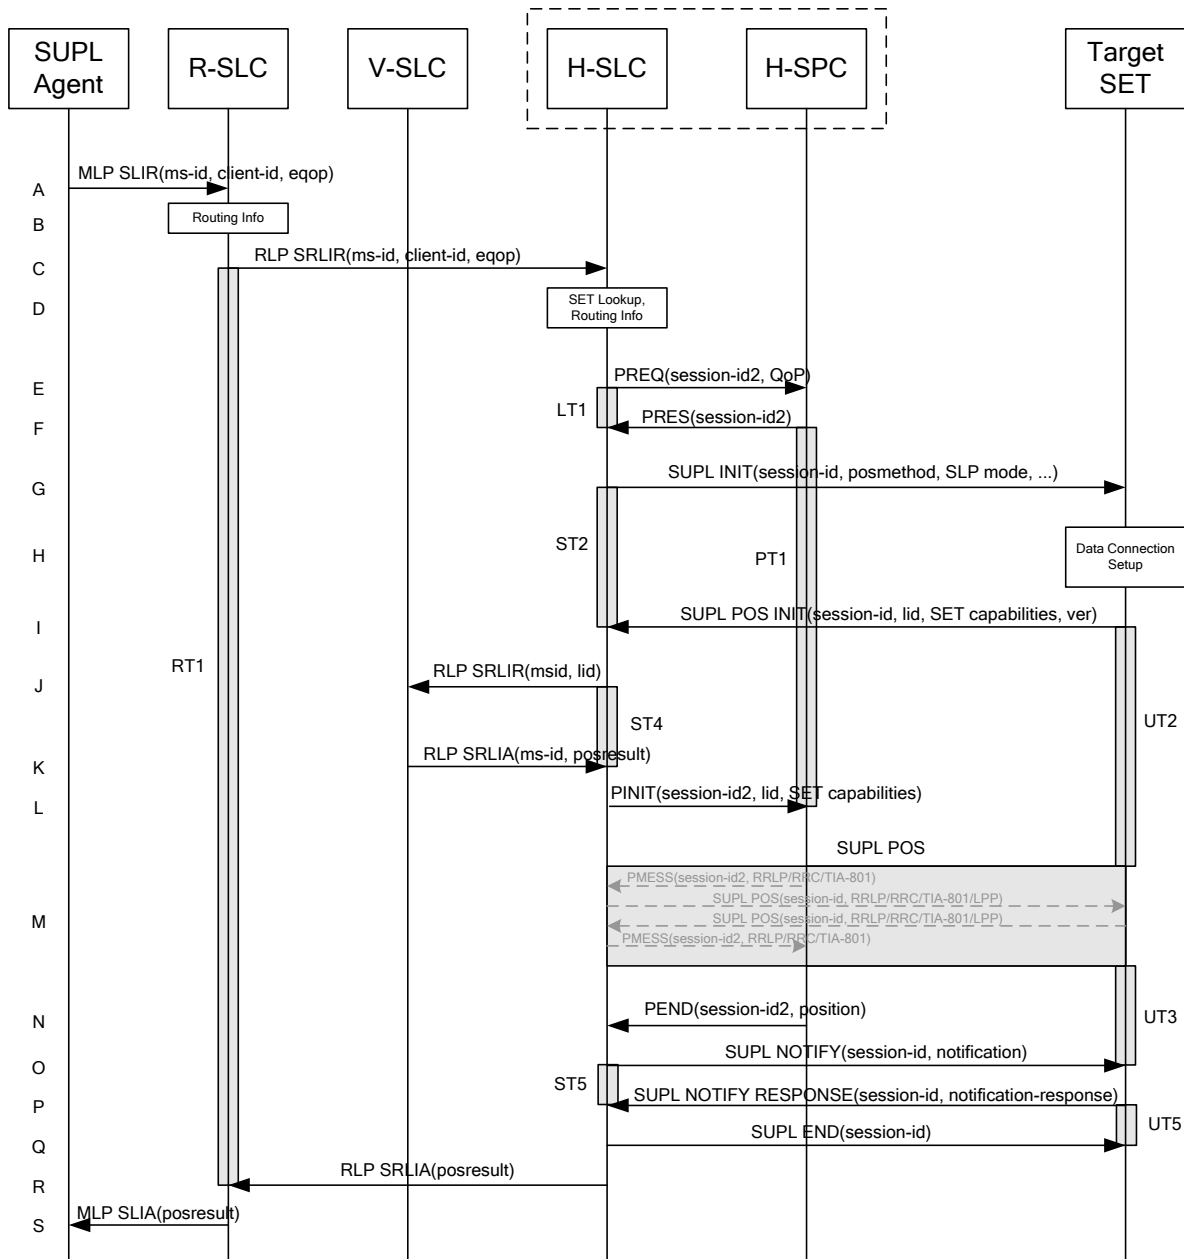 SUPL
Agent
R-SLC
V-SLC
H-SLC
H-SPC
Target
SET
MLP SLIR(ms-id, client-id, eqop)
A
Routing Info
B
RLP SRLIR(ms-id, client-id, eqop)
C
SET Lookup,
Routing Info
D
PREQ(session-id2, QoP)
E
LT1
PRES(session-id2)
F
SUPL INIT(session-id, posmethod, SLP mode, ...)
G
ST2
PT1
Data Connection
Setup
H
SUPL POS INIT(session-id, lid, SET capabilities, ver)
I
RT1
RLP SRLIR(msid, lid)
J
ST4
UT2
RLP SRLIA(ms-id, posresult)
K
PINIT(session-id2, lid, SET capabilities)
L
SUPL POS
PMESS(session-id2, RRLP/RRC/TIA-801)
SUPL POS(session-id, RRLP/RRC/TIA-801/LPP)
SUPL POS(session-id, RRLP/RRC/TIA-801/LPP)
M
PMESS(session-id2, RRLP/RRC/TIA-801)
PEND(session-id2, position)
N
UT3
SUPL NOTIFY(session-id, notification)
O
ST5
SUPL NOTIFY RESPONSE(session-id, notification-response)
P
UT5
SUPL END(session-id)
Q
RLP SRLIA(posresult)
R
MLP SLIA(posresult)
S